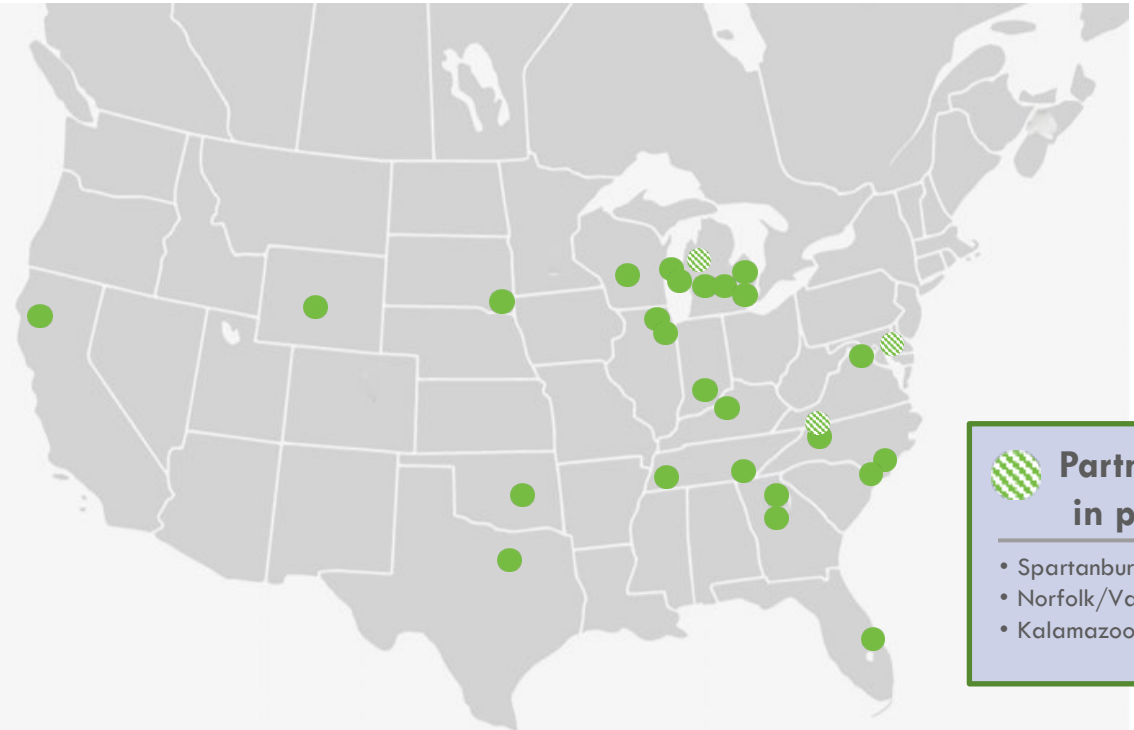 Partn
in p
• Spartanbur
• Norfolk/Va
• Kalamazoo